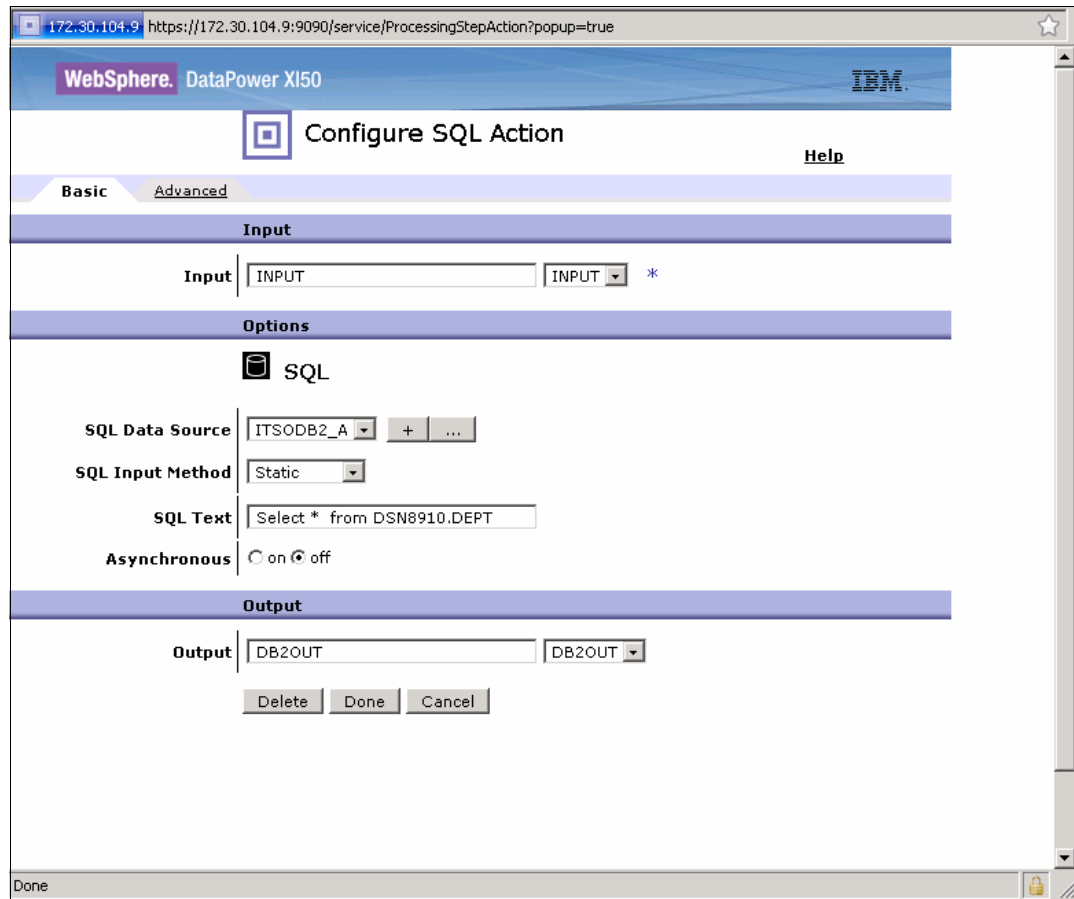 172.30.104.9 https://172.30.104.9:9090/service/ProcessingStepAction?popup=true
WebSphere. DataPower XI50 IBM.
Configure SQL Action
Help
Basic Advanced
Input
Input INPUT INPUT *
Options
SQL
SQL Data Source ITSODB2_A + ...
SQL Input Method Static
SQL Text Select * from DSN8910.DEPT
Asynchronous on off
Output
Output DB2OUT DB2OUT
Delete Done Cancel
Done